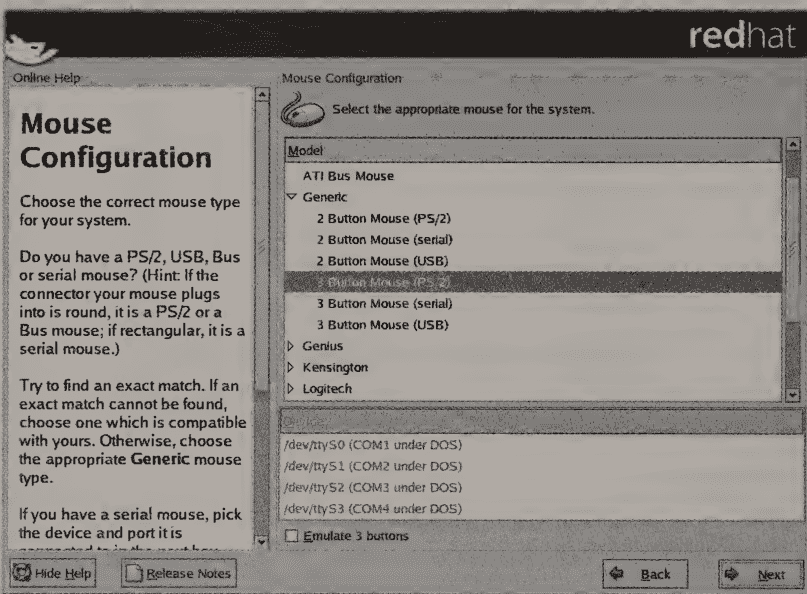 redhat
Online Help
Mouse
Configuration
Choose the correct mouse type
for your system.
Do you have a PS/2, USB, Bus
or serial mouse? (Hint: If the
connector your mouse plugs
into is round, it is a PS/2 or a
Bus mouse; if rectangular, it is a
serial mouse.)
Try to find an exact match. If an
exact match cannot be found,
choose one which is compatible
with yours. Otherwise, choose
the appropriate Generic mouse
type.
If you have a serial mouse, pick
the device and port it is
connected to in the next box.
Hide Help
Release Notes
Mouse Configuration
Select the appropriate mouse for the system.
Model
ATI Bus Mouse
Generic
2 Button Mouse (PS/2)
2 Button Mouse (serial)
2 Button Mouse (USB)
3 Button Mouse (PS/2)
3 Button Mouse (serial)
3 Button Mouse (USB)
Genius
Kensington
Logitech
Device
/dev/ttyS0 (COM1 under DOS)
/dev/ttyS1 (COM2 under DOS)
/dev/ttyS2 (COM3 under DOS)
/dev/ttyS3 (COM4 under DOS)
Emulate 3 buttons
Back
Next